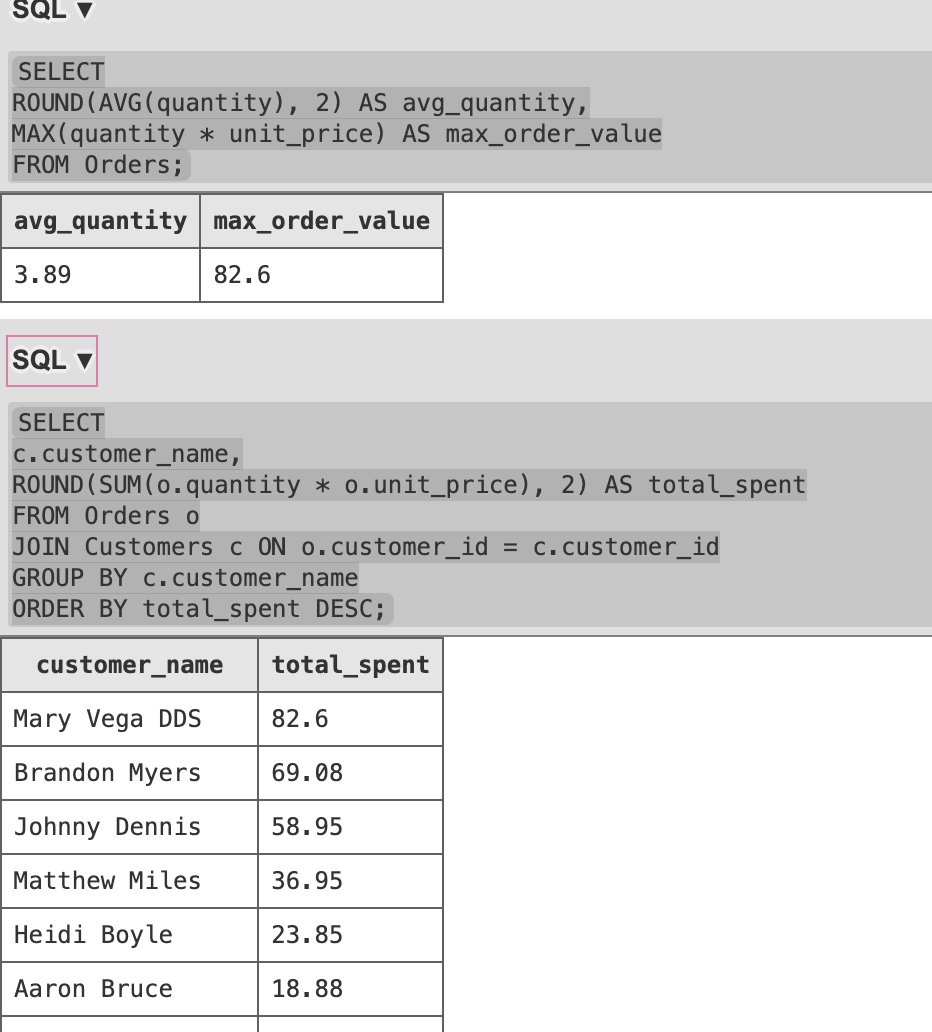 SQL ▼
SELECT
ROUND(AVG(quantity), 2) AS avg_quantity,
MAX(quantity * unit_price) AS max_order_value
FROM Orders;
avg_quantity max_order_value
3.89 82.6
SQL ▼
SELECT
c.customer_name,
ROUND(SUM(o.quantity * o.unit_price), 2) AS total_spent
FROM Orders o
JOIN Customers c ON o.customer_id = c.customer_id
GROUP BY c.customer_name
ORDER BY total_spent DESC;
customer_name total_spent
Mary Vega DDS 82.6
Brandon Myers 69.08
Johnny Dennis 58.95
Matthew Miles 36.95
Heidi Boyle 23.85
Aaron Bruce 18.88